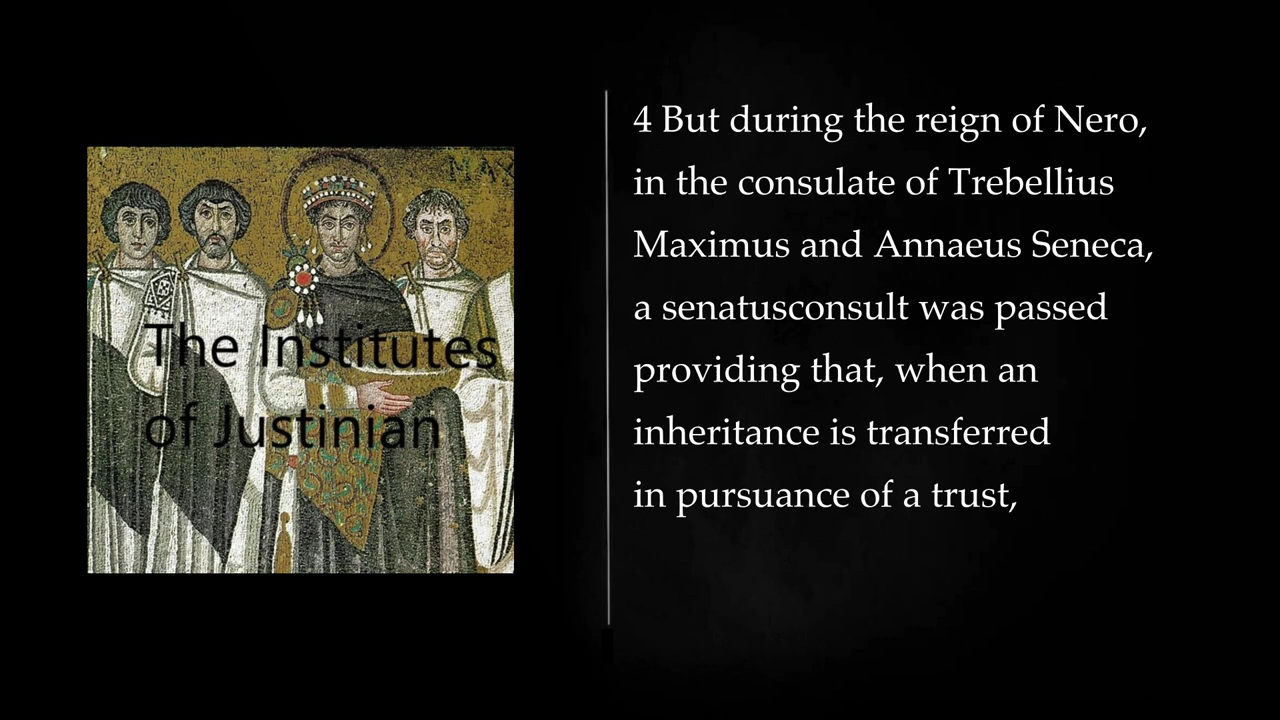 MAX
The Institutes
of Justinian
4 But during the reign of Nero,
in the consulate of Trebellius
Maximus and Annaeus Seneca,
a senatusconsult was passed
providing that, when an
inheritance is transferred
in pursuance of a trust,